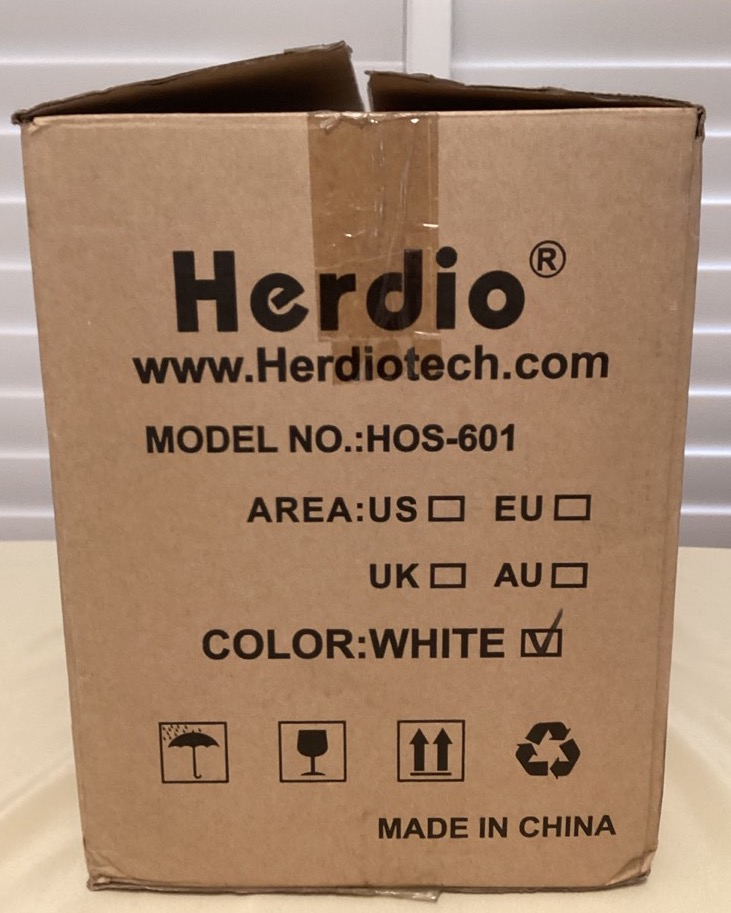 Herdio®
www.Herdiotech.com
MODEL NO.:HOS-601
AREA:US☐ EU☐
UK☐ AU☐
COLOR:WHITE☑
MADE IN CHINA